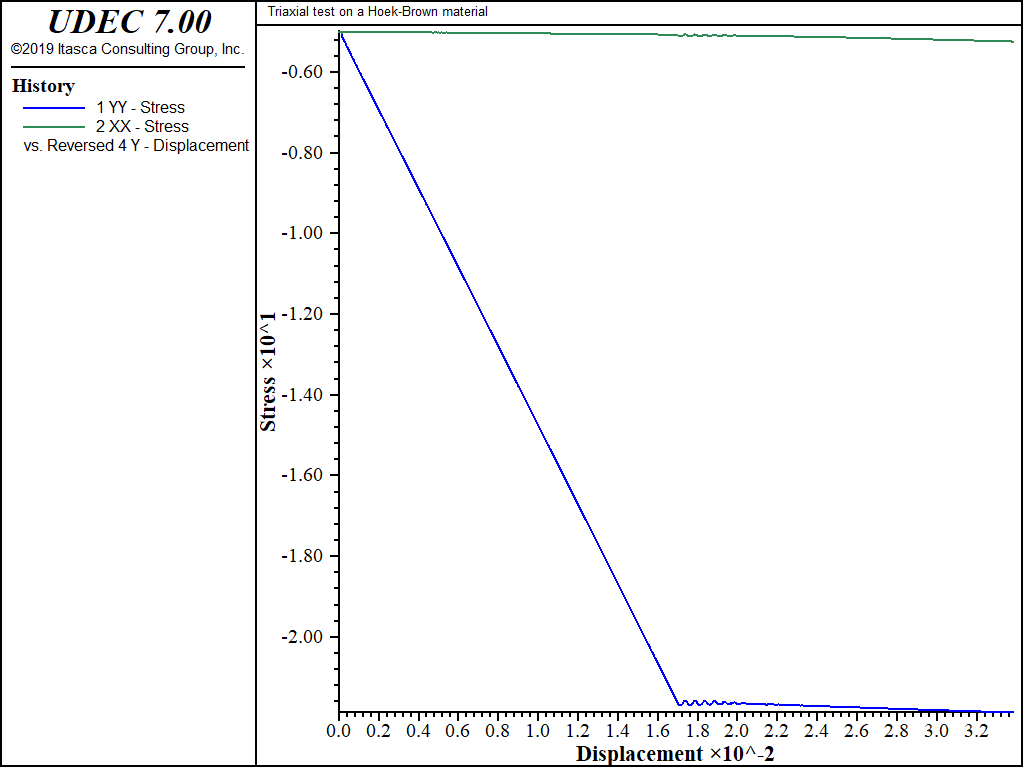 UDEC 7.00
©2019 Itasca Consulting Group, Inc.
History
1 YY - Stress
2 XX - Stress
vs. Reversed 4 Y - Displacement
Triaxial test on a Hoek-Brown material
-0.60
-0.80
-1.00
-1.20
-1.40
-1.60
-1.80
-2.00
Stress ×10^1
0.0 0.2 0.4 0.6 0.8 1.0 1.2 1.4 1.6 1.8 2.0 2.2 2.4 2.6 2.8 3.0 3.2
Displacement ×10^-2